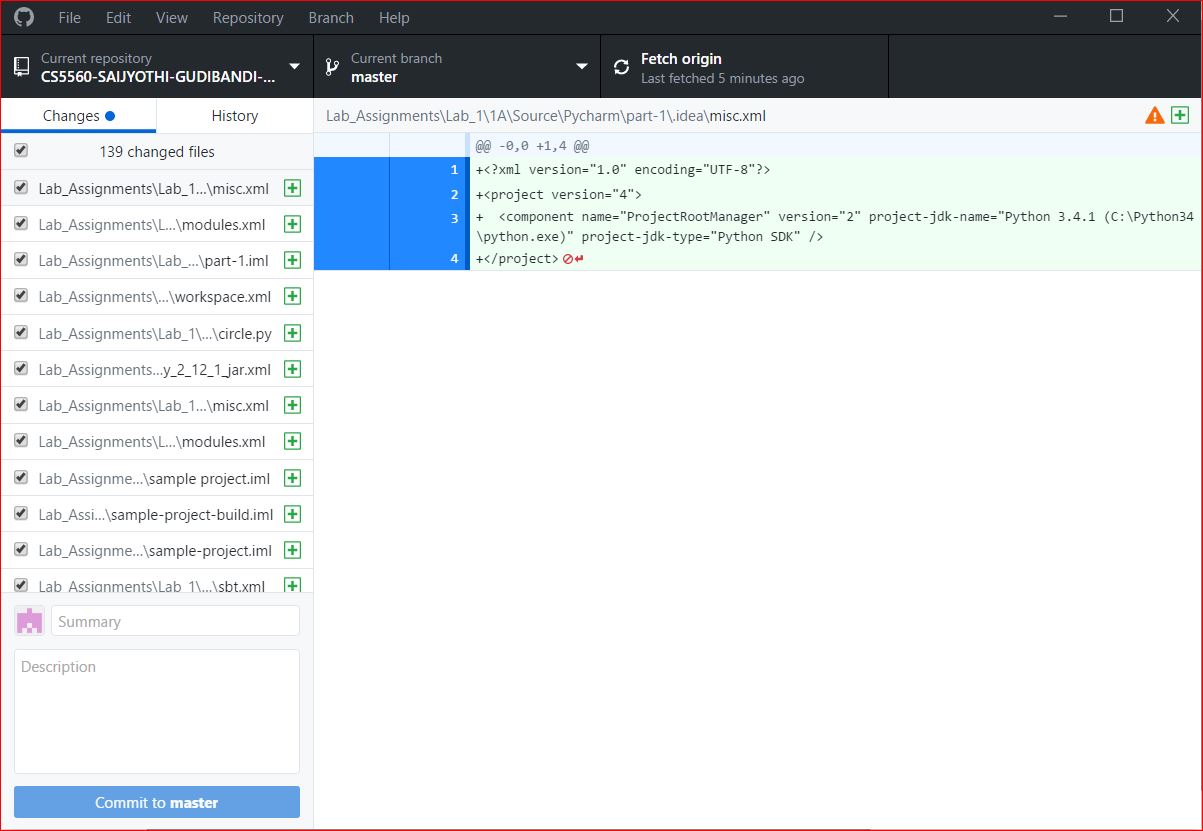 File Edit View Repository Branch Help
Current repository
CS5560-SAIJYOTHI-GUDIBANDI-...
Current branch
master
Fetch origin
Last fetched 5 minutes ago
Changes
History
139 changed files
Lab_Assignments\Lab_1...\misc.xml
Lab_Assignments\L...\modules.xml
Lab_Assignments\Lab_...\part-1.iml
Lab_Assignments\...\workspace.xml
Lab_Assignments\Lab_1\...\circle.py
Lab_Assignments...y_2_12_1_jar.xml
Lab_Assignments\Lab_1...\misc.xml
Lab_Assignments\L...\modules.xml
Lab_Assignme...\sample project.iml
Lab_Assi...\sample-project-build.iml
Lab_Assignme...\sample-project.iml
Lab_Assignments\Lab_1\...\sbt.xml
Summary
Description
Commit to master
Lab_Assignments\Lab_1\1A\Source\Pycharm\part-1\.idea\misc.xml
@@ -0,0 +1,4 @@
1 +<?xml version="1.0" encoding="UTF-8"?>
2 +<project version="4">
3 +  <component name="ProjectRootManager" version="2" project-jdk-name="Python 3.4.1 (C:\Python34
\python.exe)" project-jdk-type="Python SDK" />
4 +</project>